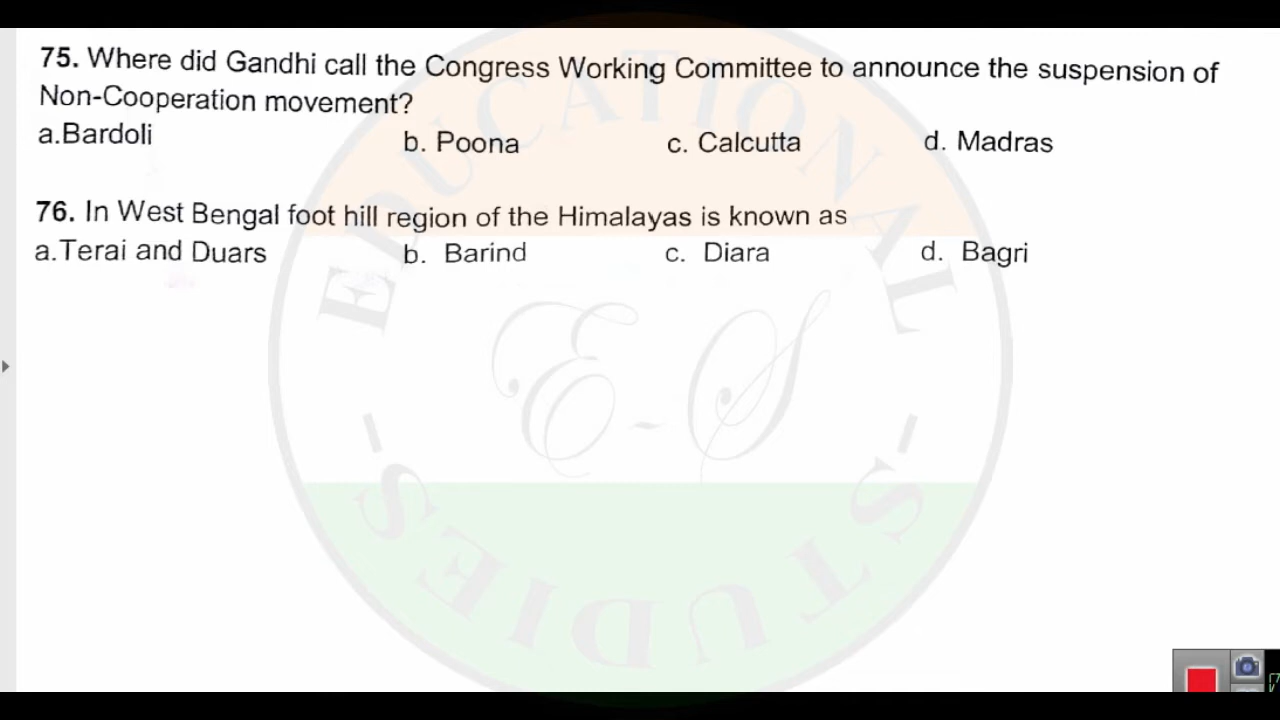 75. Where did Gandhi call the Congress Working Committee to announce the suspension of
Non-Cooperation movement?
a.Bardoli b. Poona c. Calcutta d. Madras
76. In West Bengal foot hill region of the Himalayas is known as
a.Terai and Duars b. Barind c. Diara d. Bagri
EDUCATIONAL
E-S
- STUDIES -